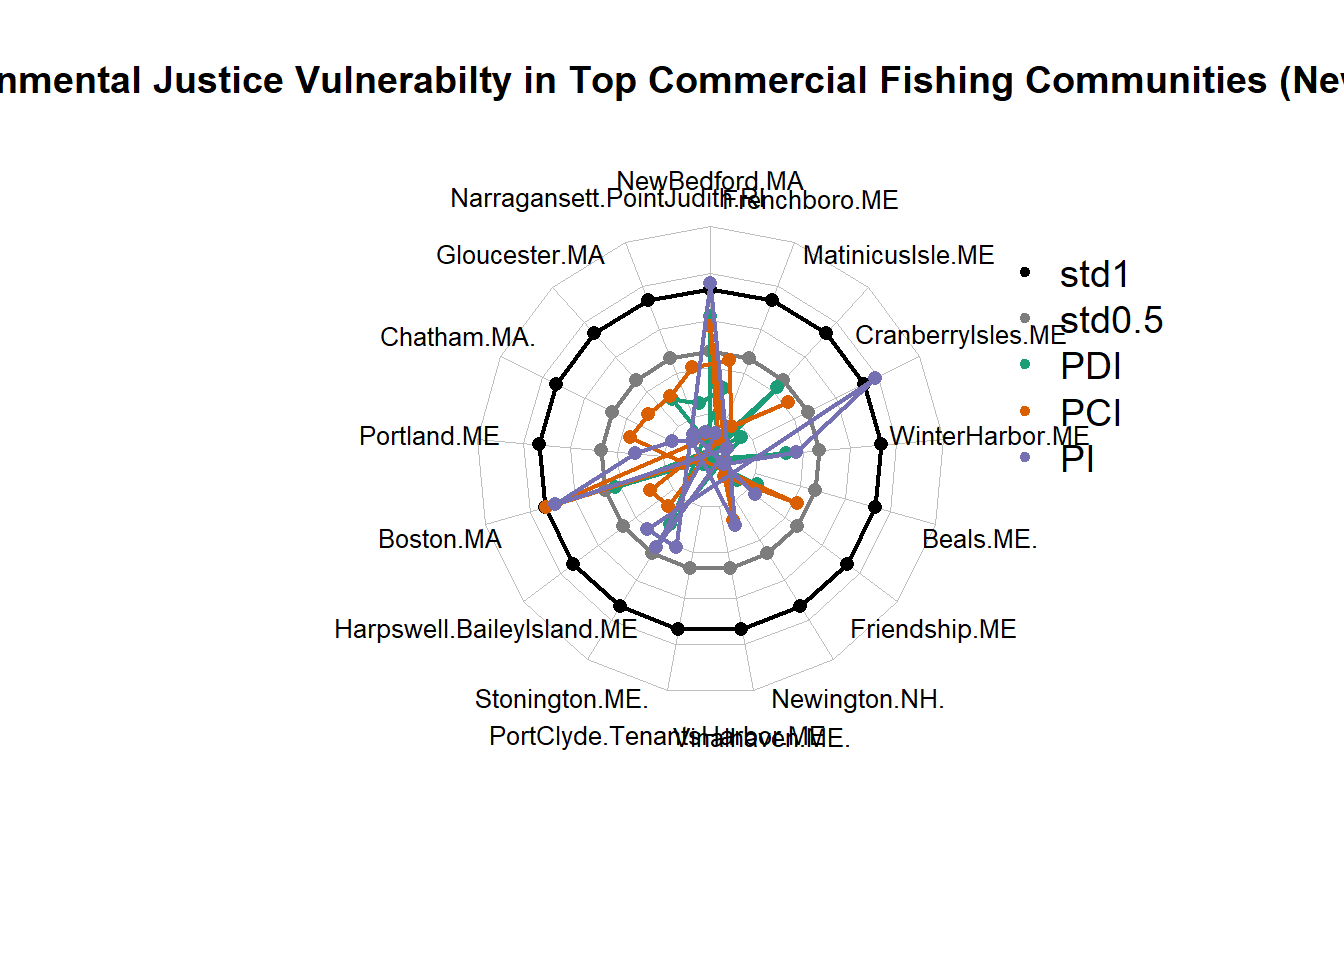 nmental Justice Vulnerabilty in Top Commercial Fishing Communities (Nev
NewBedford.MA
Narragansett.PointJudith.RI
Frenchboro.ME
Gloucester.MA
MatinicusIsle.ME
Chatham.MA.
CranberryIsles.ME
Portland.ME
WinterHarbor.ME
Boston.MA
Beals.ME.
Harpswell.BaileyIsland.ME
Friendship.ME
Stonington.ME.
Newington.NH.
PortClyde.TenantsHarbor.ME
Vinalhaven.ME.
std1
std0.5
PDI
PCI
PI